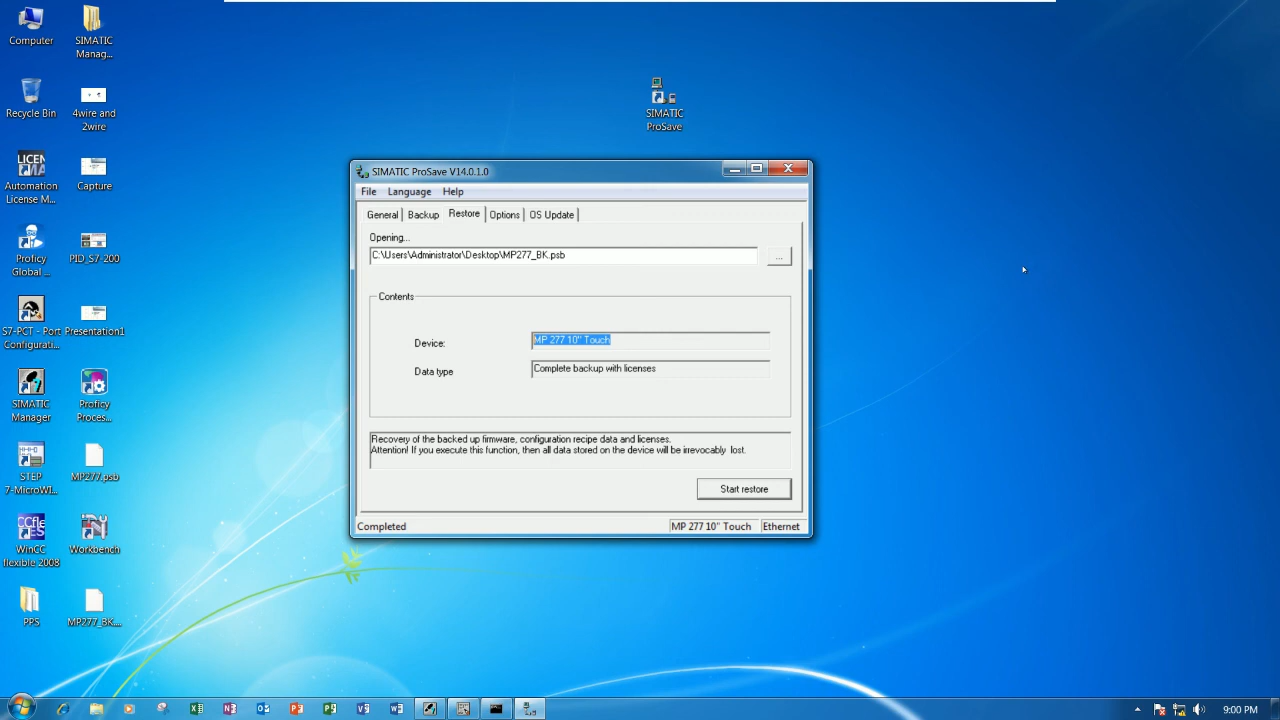 Computer
SIMATIC
Manag...
Recycle Bin
4wire and
2wire
Automation
License M...
Capture
Proficy
Global ...
PID_S7-200
S7-PCT - Port
Configurati...
Presentation1
SIMATIC
Manager
Proficy
Proces...
STEP
7-MicroWI...
MP277.psb
WinCC
flexible 2008
Workbench
PPS
MP277_BK....
SIMATIC
ProSave
SIMATIC ProSave V14.0.1.0
File Language Help
General Backup Restore Options OS Update
Opening...
C:\Users\Administrator\Desktop\MP277_BK.psb
...
Contents
Device: MP 277 10" Touch
Data type Complete backup with licenses
Recovery of the backed up firmware, configuration recipe data and licenses.
Attention! If you execute this function, then all data stored on the device will be irrevocably lost.
Start restore
Completed MP 277 10" Touch Ethernet
9:00 PM